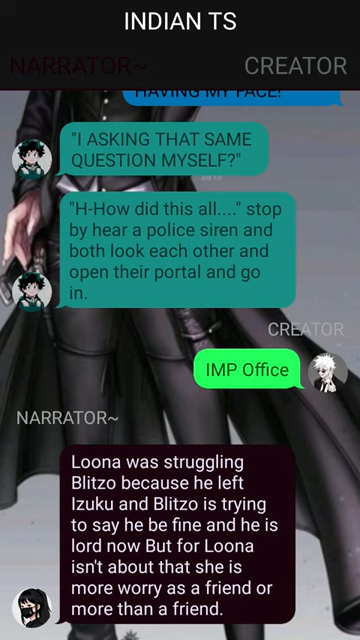 INDIAN TS
NARRATOR~ CREATOR
HAVING MY FACE!
"I ASKING THAT SAME
QUESTION MYSELF?"
"H-How did this all...." stop
by hear a police siren and
both look each other and
open their portal and go
in.
CREATOR
IMP Office
NARRATOR~
Loona was struggling
Blitzo because he left
Izuku and Blitzo is trying
to say he be fine and he is
lord now But for Loona
isn't about that she is
more worry as a friend or
more than a friend.